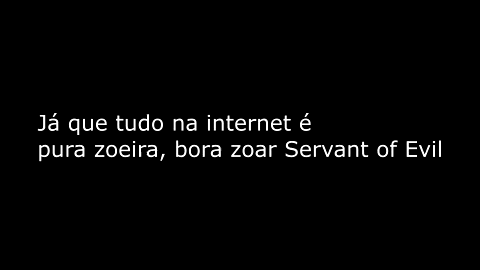 Já que tudo na internet é
pura zoeira, bora zoar Servant of Evil